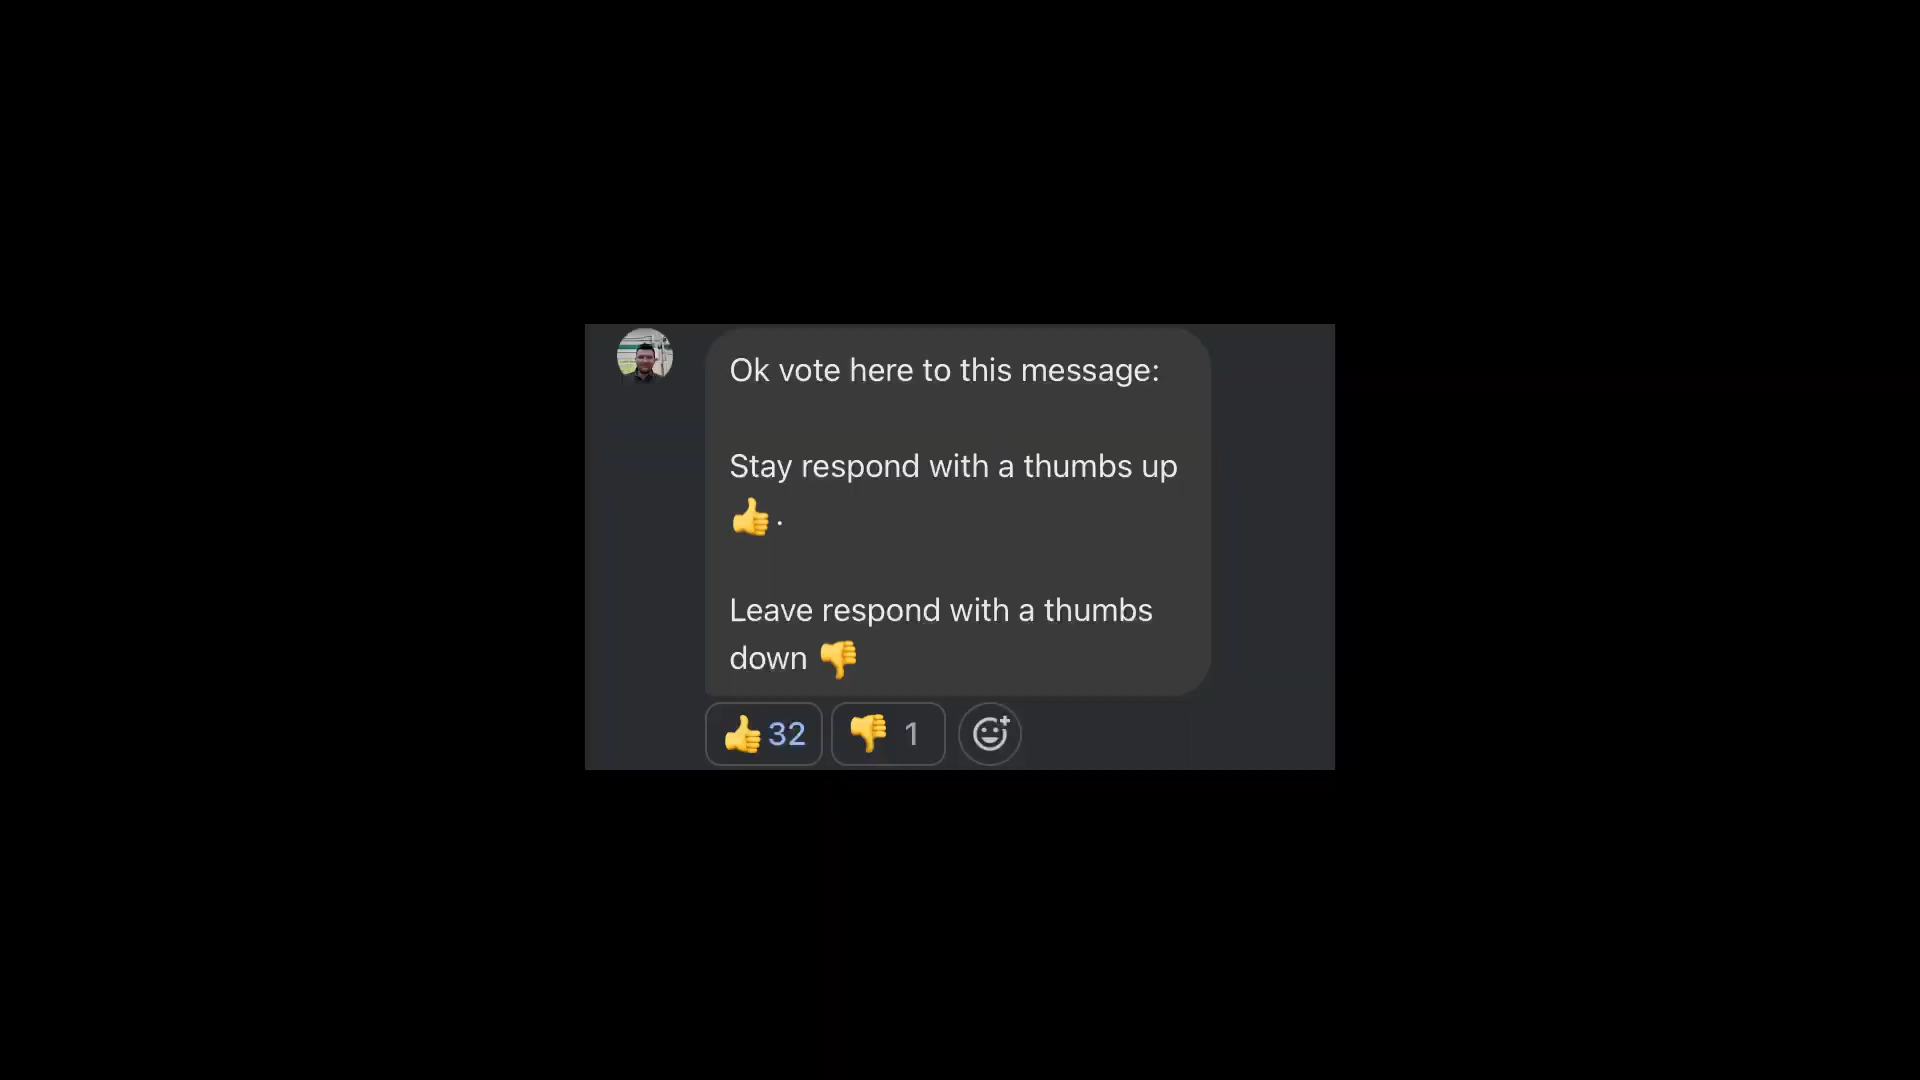 Ok vote here to this message:
Stay respond with a thumbs up
👍.
Leave respond with a thumbs
down 👎
👍 32 👎 1